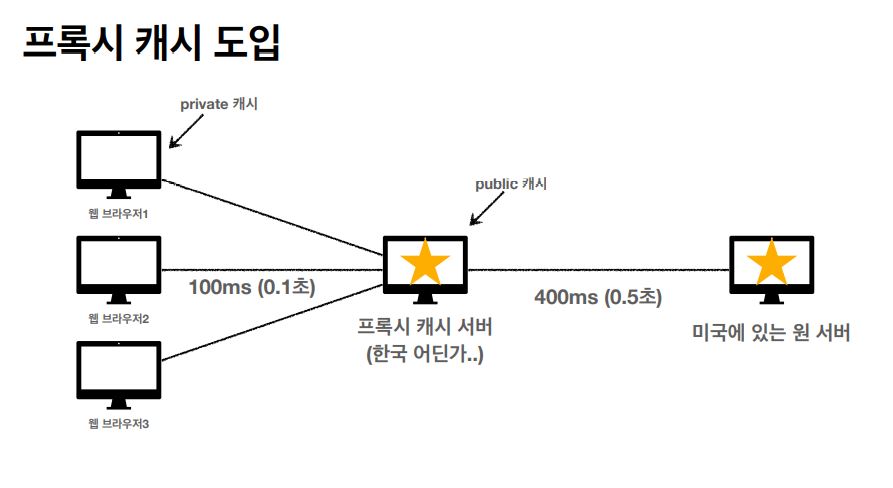 프록시 캐시 도입
private 캐시
public 캐시
웹 브라우저1
100ms (0.1초)
400ms (0.5초)
웹 브라우저2
프록시 캐시 서버
(한국 어딘가..)
미국에 있는 원 서버
웹 브라우저3